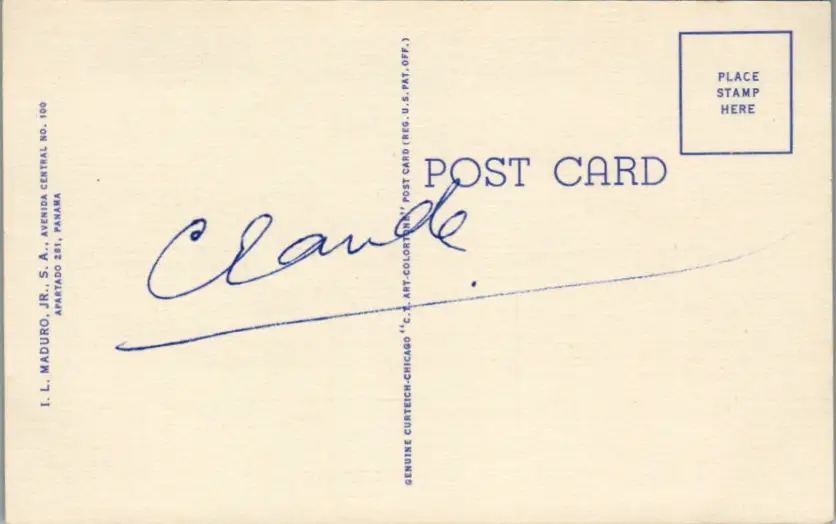 I. L. MADURO, JR., S. A., AVENIDA CENTRAL NO. 100
APARTADO 281, PANAMA
GENUINE CURTEICH-CHICAGO "C.T. ART-COLORTONE" POST CARD (REG. U.S. PAT. OFF.)
PLACE
STAMP
HERE
POST CARD
Claude